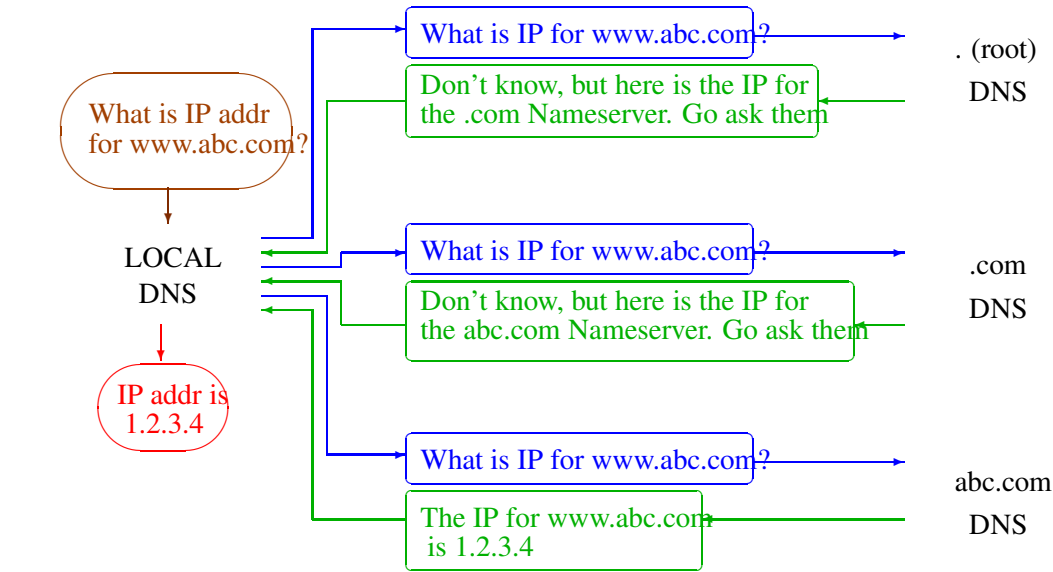 What is IP for www.abc.com?
. (root)
DNS
Don't know, but here is the IP for
the .com Nameserver. Go ask them
What is IP addr
for www.abc.com?
LOCAL
DNS
What is IP for www.abc.com?
.com
DNS
Don't know, but here is the IP for
the abc.com Nameserver. Go ask them
IP addr is
1.2.3.4
What is IP for www.abc.com?
abc.com
DNS
The IP for www.abc.com
is 1.2.3.4